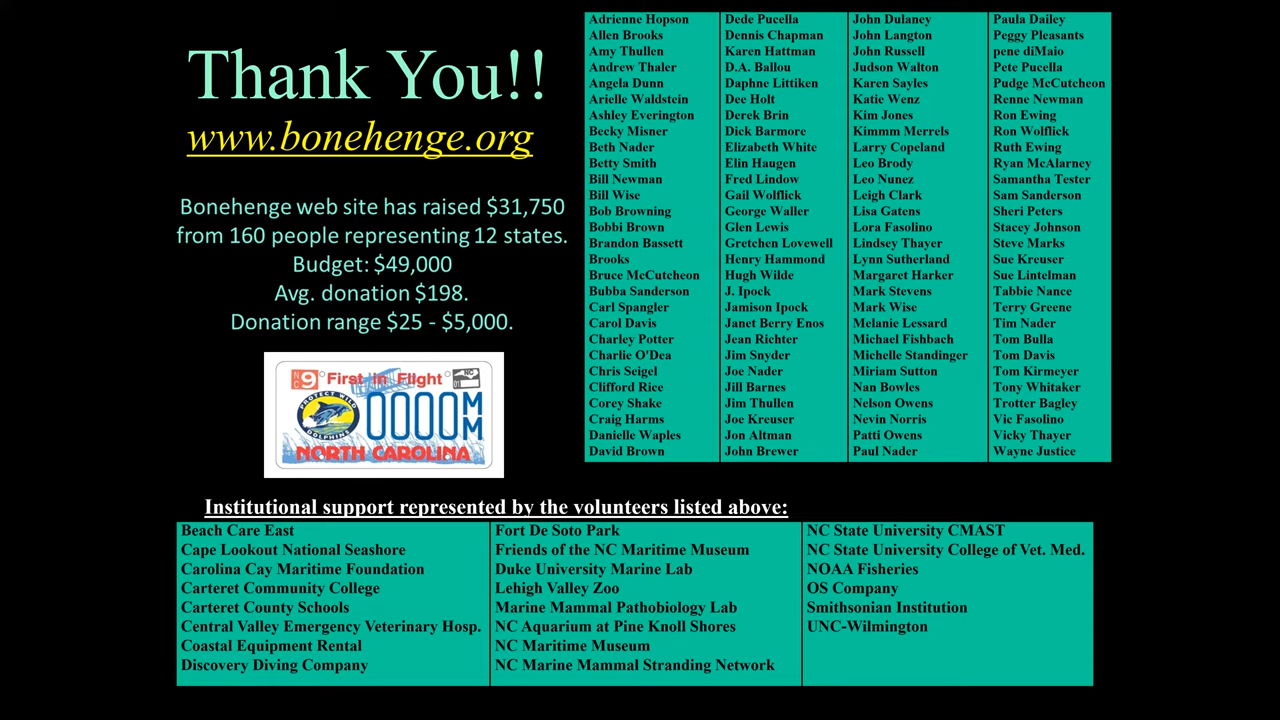 Thank You!!
www.bonehenge.org
Bonehenge web site has raised $31,750
from 160 people representing 12 states.
Budget: $49,000
Avg. donation $198.
Donation range $25 - $5,000.
NC 9 First in Flight NC 01
PROTECT WILD DOLPHINS
0000MM
NORTH CAROLINA
Adrienne Hopson
Allen Brooks
Amy Thullen
Andrew Thaler
Angela Dunn
Arielle Waldstein
Ashley Everington
Becky Misner
Beth Nader
Betty Smith
Bill Newman
Bill Wise
Bob Browning
Bobbi Brown
Brandon Bassett
Brooks
Bruce McCutcheon
Bubba Sanderson
Carl Spangler
Carol Davis
Charley Potter
Charlie O'Dea
Chris Seigel
Clifford Rice
Corey Shake
Craig Harms
Danielle Waples
David Brown
Dede Pucella
Dennis Chapman
Karen Hattman
D.A. Ballou
Daphne Littiken
Dee Holt
Derek Brin
Dick Barmore
Elizabeth White
Elin Haugen
Fred Lindow
Gail Wolflick
George Waller
Glen Lewis
Gretchen Lovewell
Henry Hammond
Hugh Wilde
J. Ipock
Jamison Ipock
Janet Berry Enos
Jean Richter
Jim Snyder
Joe Nader
Jill Barnes
Jim Thullen
Joe Kreuser
Jon Altman
John Brewer
John Dulaney
John Langton
John Russell
Judson Walton
Karen Sayles
Katie Wenz
Kim Jones
Kimmm Merrels
Larry Copeland
Leo Brody
Leo Nunez
Leigh Clark
Lisa Gatens
Lora Fasolino
Lindsey Thayer
Lynn Sutherland
Margaret Harker
Mark Stevens
Mark Wise
Melanie Lessard
Michael Fishbach
Michelle Standinger
Miriam Sutton
Nan Bowles
Nelson Owens
Nevin Norris
Patti Owens
Paul Nader
Paula Dailey
Peggy Pleasants
pene diMaio
Pete Pucella
Pudge McCutcheon
Renne Newman
Ron Ewing
Ron Wolflick
Ruth Ewing
Ryan McAlarney
Samantha Tester
Sam Sanderson
Sheri Peters
Stacey Johnson
Steve Marks
Sue Kreuser
Sue Lintelman
Tabbie Nance
Terry Greene
Tim Nader
Tom Bulla
Tom Davis
Tom Kirmeyer
Tony Whitaker
Trotter Bagley
Vic Fasolino
Vicky Thayer
Wayne Justice
Institutional support represented by the volunteers listed above:
Beach Care East
Cape Lookout National Seashore
Carolina Cay Maritime Foundation
Carteret Community College
Carteret County Schools
Central Valley Emergency Veterinary Hosp.
Coastal Equipment Rental
Discovery Diving Company
Fort De Soto Park
Friends of the NC Maritime Museum
Duke University Marine Lab
Lehigh Valley Zoo
Marine Mammal Pathobiology Lab
NC Aquarium at Pine Knoll Shores
NC Maritime Museum
NC Marine Mammal Stranding Network
NC State University CMAST
NC State University College of Vet. Med.
NOAA Fisheries
OS Company
Smithsonian Institution
UNC-Wilmington